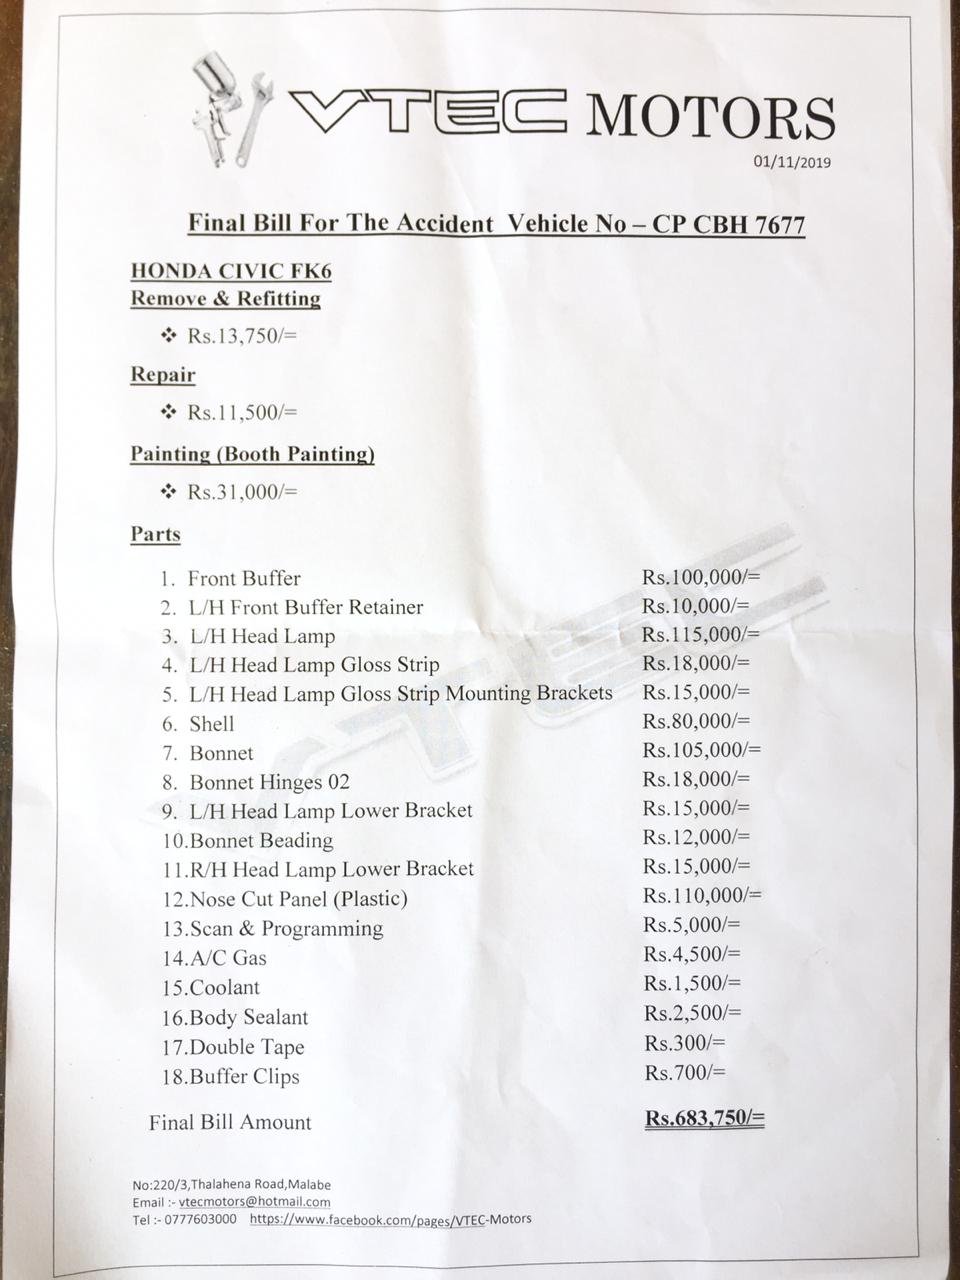 VTEC MOTORS
01/11/2019
Final Bill For The Accident Vehicle No – CP CBH 7677
HONDA CIVIC FK6
Remove & Refitting
❖ Rs.13,750/=
Repair
❖ Rs.11,500/=
Painting (Booth Painting)
❖ Rs.31,000/=
Parts
1. Front Buffer Rs.100,000/=
2. L/H Front Buffer Retainer Rs.10,000/=
3. L/H Head Lamp Rs.115,000/=
4. L/H Head Lamp Gloss Strip Rs.18,000/=
5. L/H Head Lamp Gloss Strip Mounting Brackets Rs.15,000/=
6. Shell Rs.80,000/=
7. Bonnet Rs.105,000/=
8. Bonnet Hinges 02 Rs.18,000/=
9. L/H Head Lamp Lower Bracket Rs.15,000/=
10.Bonnet Beading Rs.12,000/=
11.R/H Head Lamp Lower Bracket Rs.15,000/=
12.Nose Cut Panel (Plastic) Rs.110,000/=
13.Scan & Programming Rs.5,000/=
14.A/C Gas Rs.4,500/=
15.Coolant Rs.1,500/=
16.Body Sealant Rs.2,500/=
17.Double Tape Rs.300/=
18.Buffer Clips Rs.700/=
Final Bill Amount Rs.683,750/=
VTEC
No:220/3,Thalahena Road,Malabe
Email :- vtecmotors@hotmail.com
Tel :- 0777603000 https://www.facebook.com/pages/VTEC-Motors